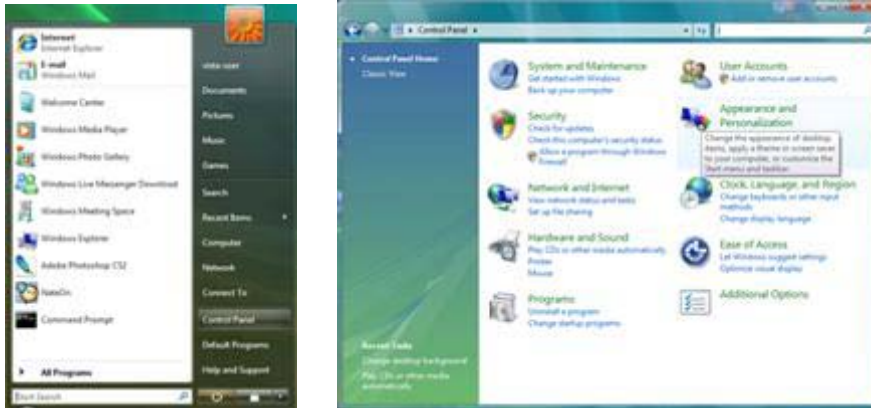 Internet
Internet Explorer
E-mail
Windows Mail
Welcome Center
Windows Media Player
Windows Photo Gallery
Windows Live Messenger Download
Windows Meeting Space
Windows Explorer
Adobe Photoshop CS2
NateOn
Command Prompt
All Programs
Start Search
vista-user
Documents
Pictures
Music
Games
Search
Recent Items
Computer
Network
Connect To
Control Panel
Default Programs
Help and Support
Control Panel
Control Panel Home
Classic View
System and Maintenance
Get started with Windows
Back up your computer
Security
Check for updates
Check this computer's security status
Allow a program through Windows
Firewall
Network and Internet
View network status and tasks
Set up file sharing
Hardware and Sound
Play CDs or other media automatically
Printer
Mouse
Programs
Uninstall a program
Change startup programs
User Accounts
Add or remove user accounts
Appearance and
Personalization
Change the appearance of desktop
items, apply a theme or screen saver
to your computer, or customize the
Start menu and taskbar.
Clock, Language, and Region
Change keyboards or other input
methods
Change display language
Ease of Access
Let Windows suggest settings
Optimize visual display
Additional Options
Recent Tasks
Change desktop background
Play CDs or other media
automatically